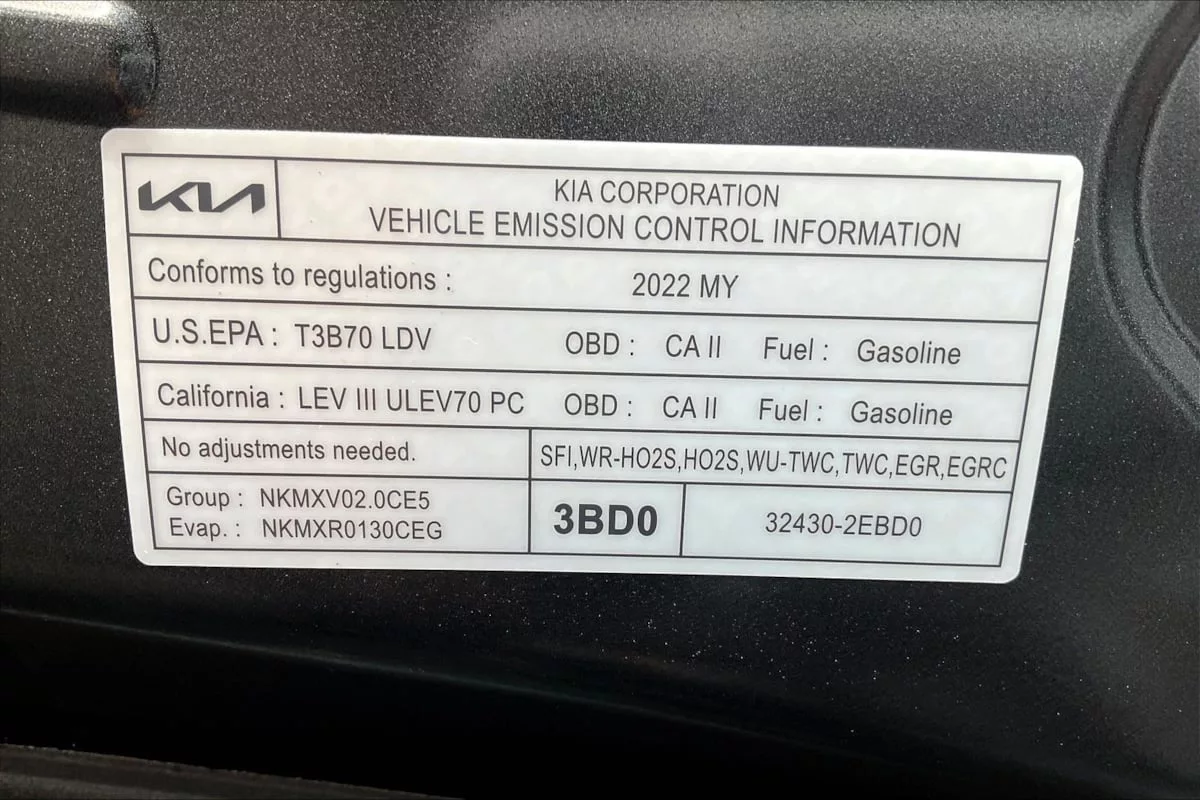 KIA
KIA CORPORATION
VEHICLE EMISSION CONTROL INFORMATION
Conforms to regulations : 2022 MY
U.S.EPA : T3B70 LDV OBD : CA II Fuel : Gasoline
California : LEV III ULEV70 PC OBD : CA II Fuel : Gasoline
No adjustments needed. SFI,WR-HO2S,HO2S,WU-TWC,TWC,EGR,EGRC
Group : NKMXV02.0CE5
Evap. : NKMXR0130CEG
3BD0 32430-2EBD0